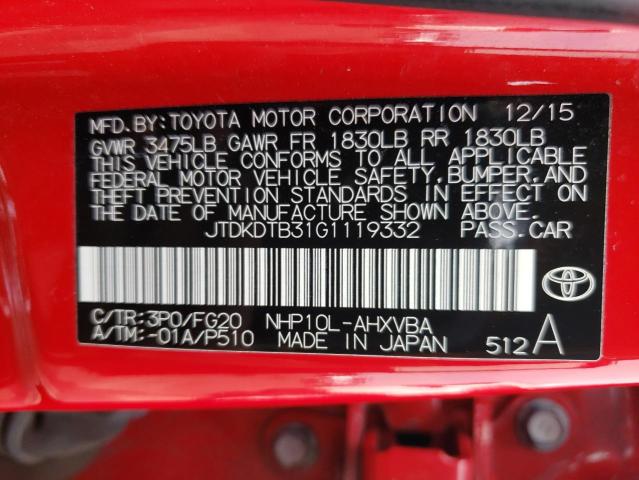 MFD.BY:TOYOTA MOTOR CORPORATION 12/15
GVWR 3475LB GAWR FR 1830LB RR 1830LB
THIS VEHICLE CONFORMS TO ALL APPLICABLE
FEDERAL MOTOR VEHICLE SAFETY,BUMPER,AND
THEFT PREVENTION STANDARDS IN EFFECT ON
THE DATE OF MANUFACTURE SHOWN ABOVE.
JTDKDTB31G1119332 PASS.CAR
C/TR:3P0/FG20 NHP10L-AHXVBA
A/TM:-01A/P510 MADE IN JAPAN 512A